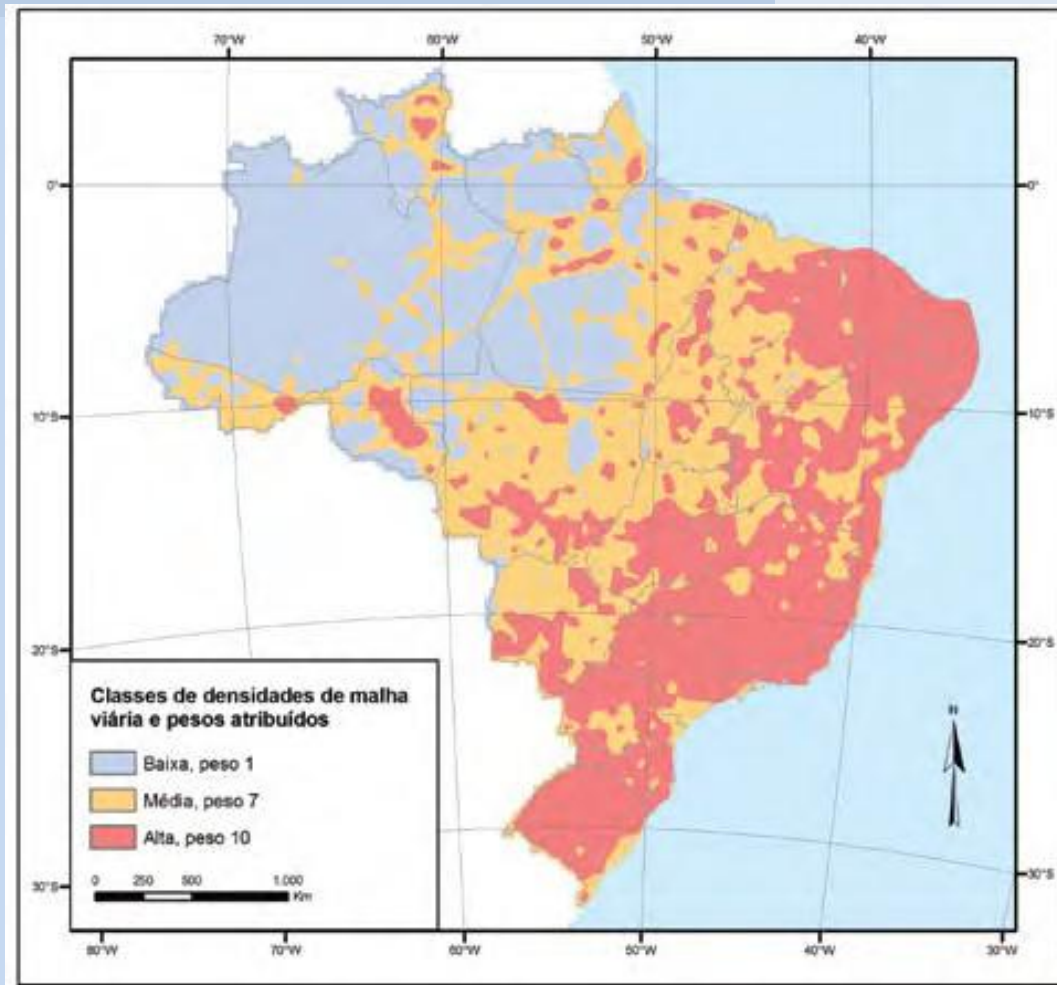 70°W 60°W 50°W 40°W
0° 0°
10°S 10°S
20°S 20°S
30°S 30°S
Classes de densidades de malha
viária e pesos atribuídos
Baixa, peso 1
Média, peso 7
Alta, peso 10
0 250 500 1.000
Km
N
80°W 70°W 60°W 50°W 40°W 30°W